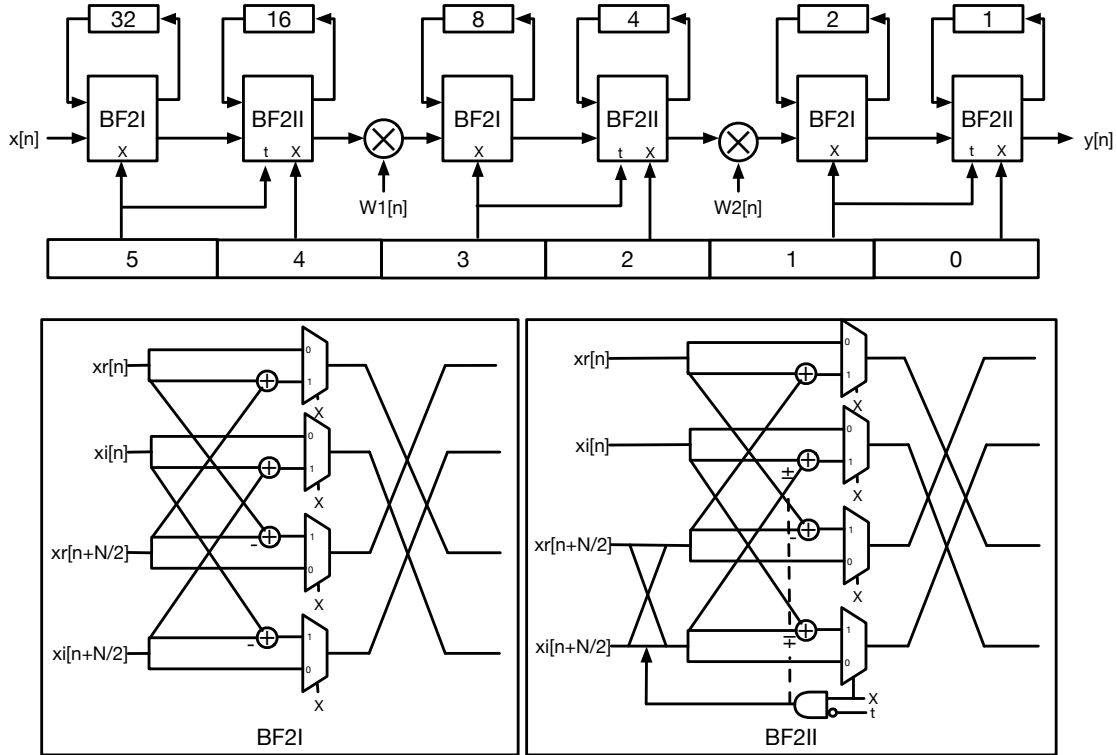 32 16 8 4 2 1
BF2I BF2II BF2I BF2II BF2I BF2II
x[n] y[n]
X t X X t X X t X
W1[n] W2[n]
5 4 3 2 1 0
xr[n] 0
+ 1
X
xi[n] 0
+ 1
X
xr[n+N/2] + 1
- 0
X
xi[n+N/2] + 1
- 0
X
BF2I
xr[n] 0
+ 1
X
xi[n] 0
+ 1
±
X
xr[n+N/2] + 1
- 0
X
xi[n+N/2] + 1
∓ 0
X
t
BF2II